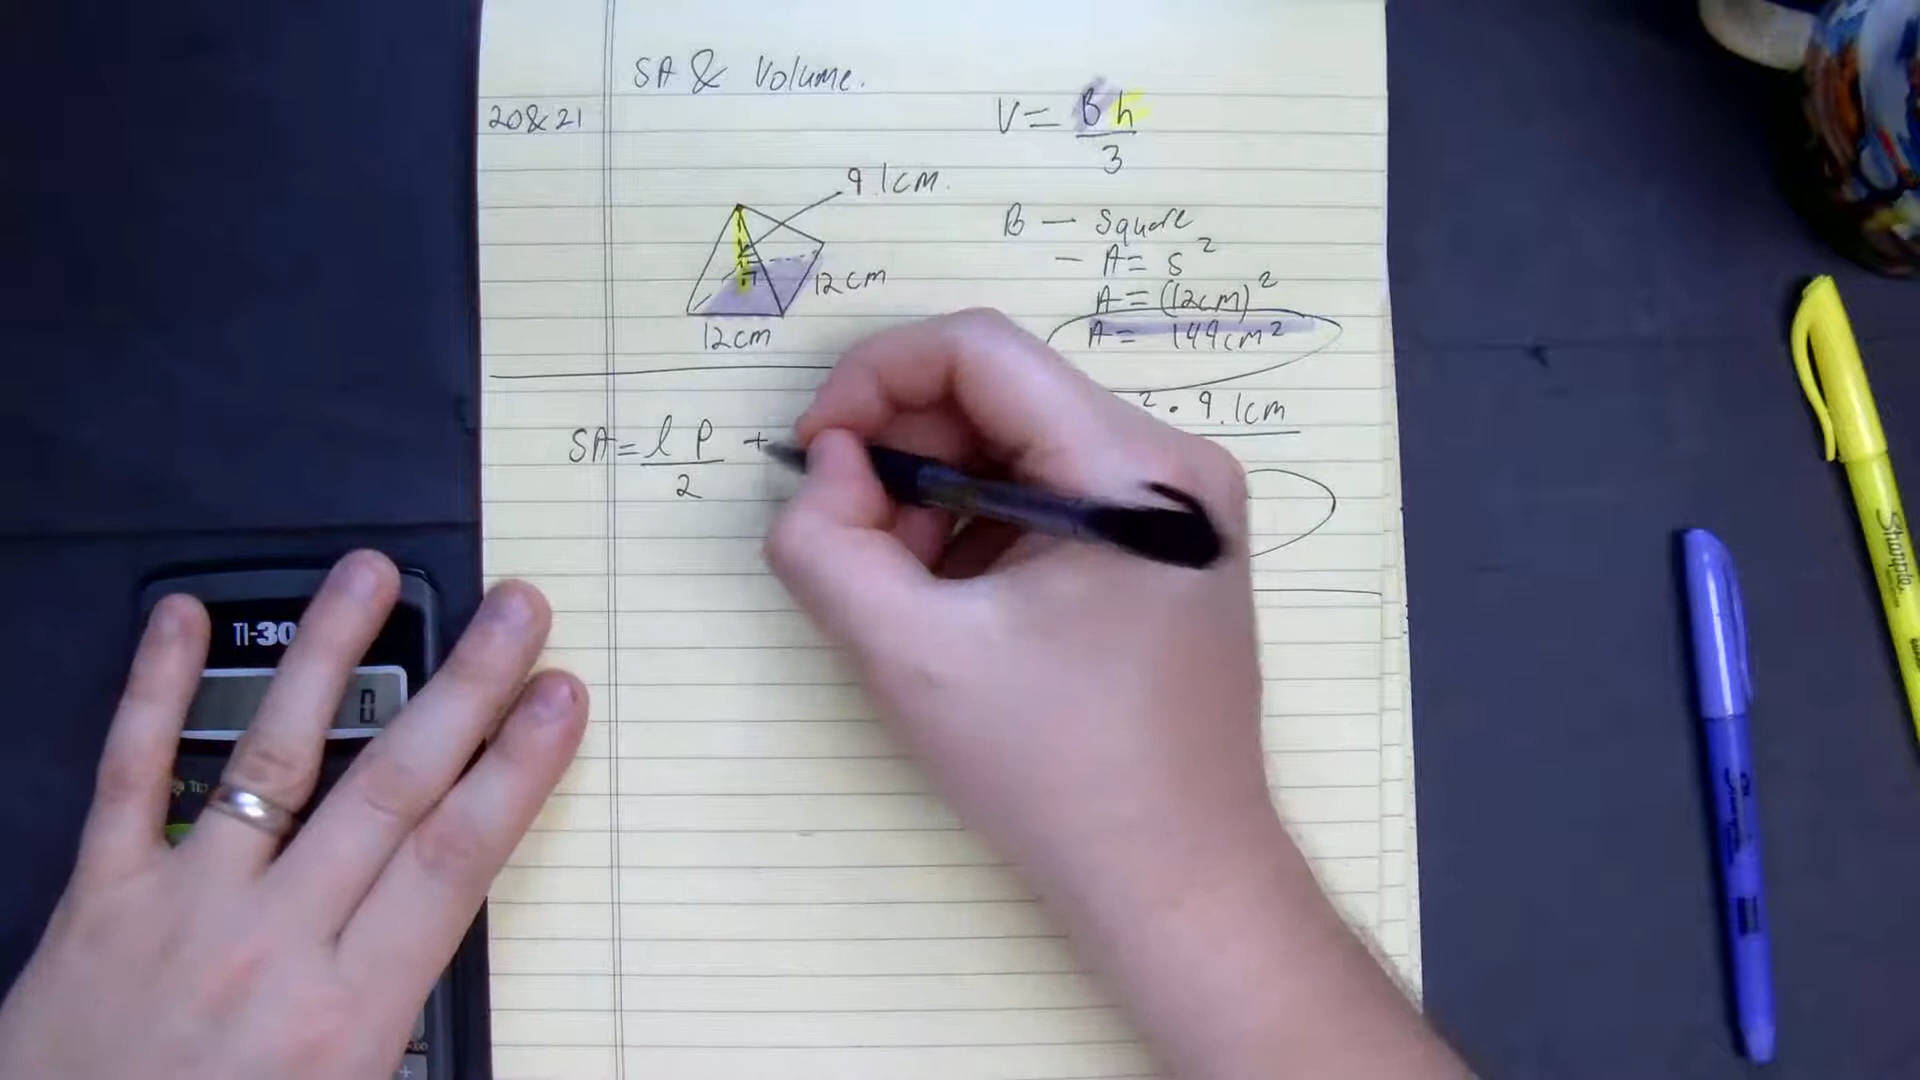 SA & Volume.
20&21
V = Bh
3
9.1cm.
12cm
12cm
B — Square
— A = s²
A = (12cm)²
A = 144cm²
² • 9.1cm
SA = l P +
2
TI-30
0
Sharpie